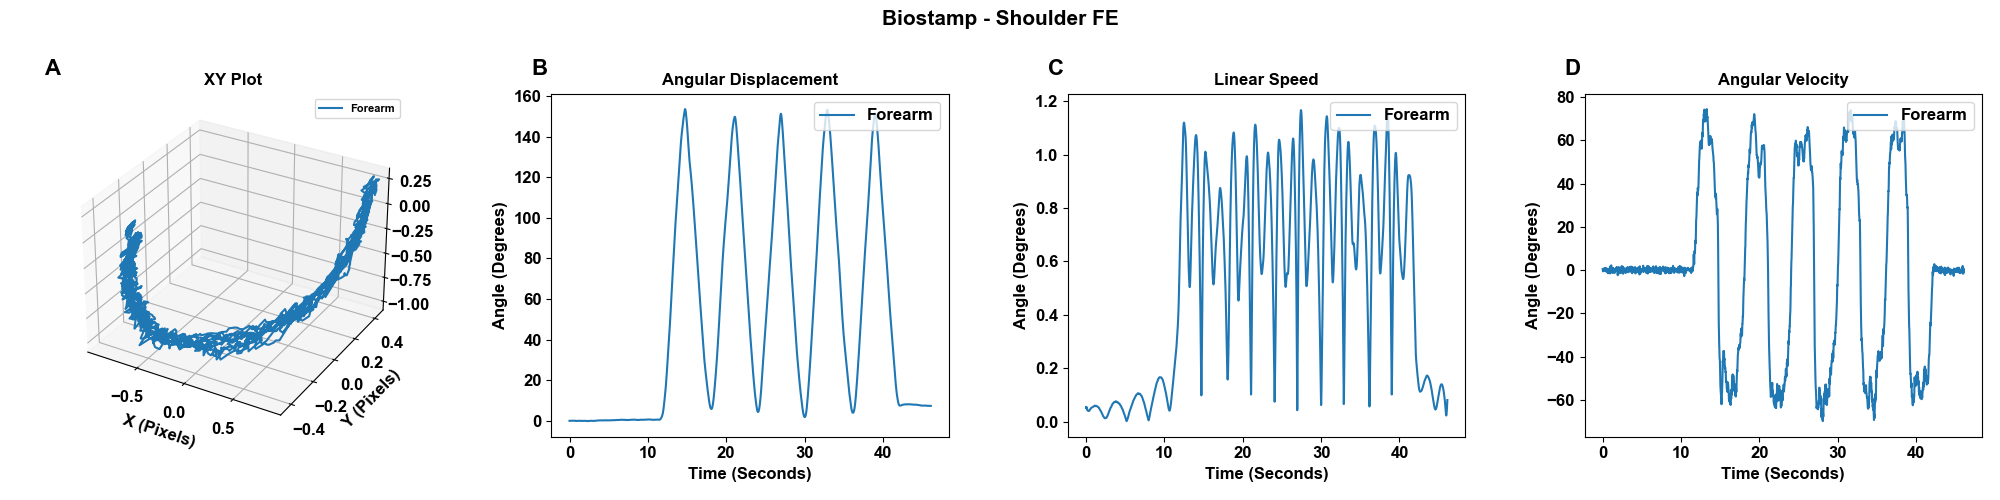 Biostamp - Shoulder FE
A
XY Plot
Forearm
0.25
0.00
−0.25
−0.50
−0.75
−1.00
0.4
0.2
0.0
−0.2
−0.4
Y (Pixels)
−0.5
0.0
0.5
X (Pixels)
B
Angular Displacement
Forearm
160
140
120
100
80
60
40
20
0
Angle (Degrees)
0 10 20 30 40
Time (Seconds)
C
Linear Speed
Forearm
1.2
1.0
0.8
0.6
0.4
0.2
0.0
Angle (Degrees)
0 10 20 30 40
Time (Seconds)
D
Angular Velocity
Forearm
80
60
40
20
0
−20
−40
−60
Angle (Degrees)
0 10 20 30 40
Time (Seconds)